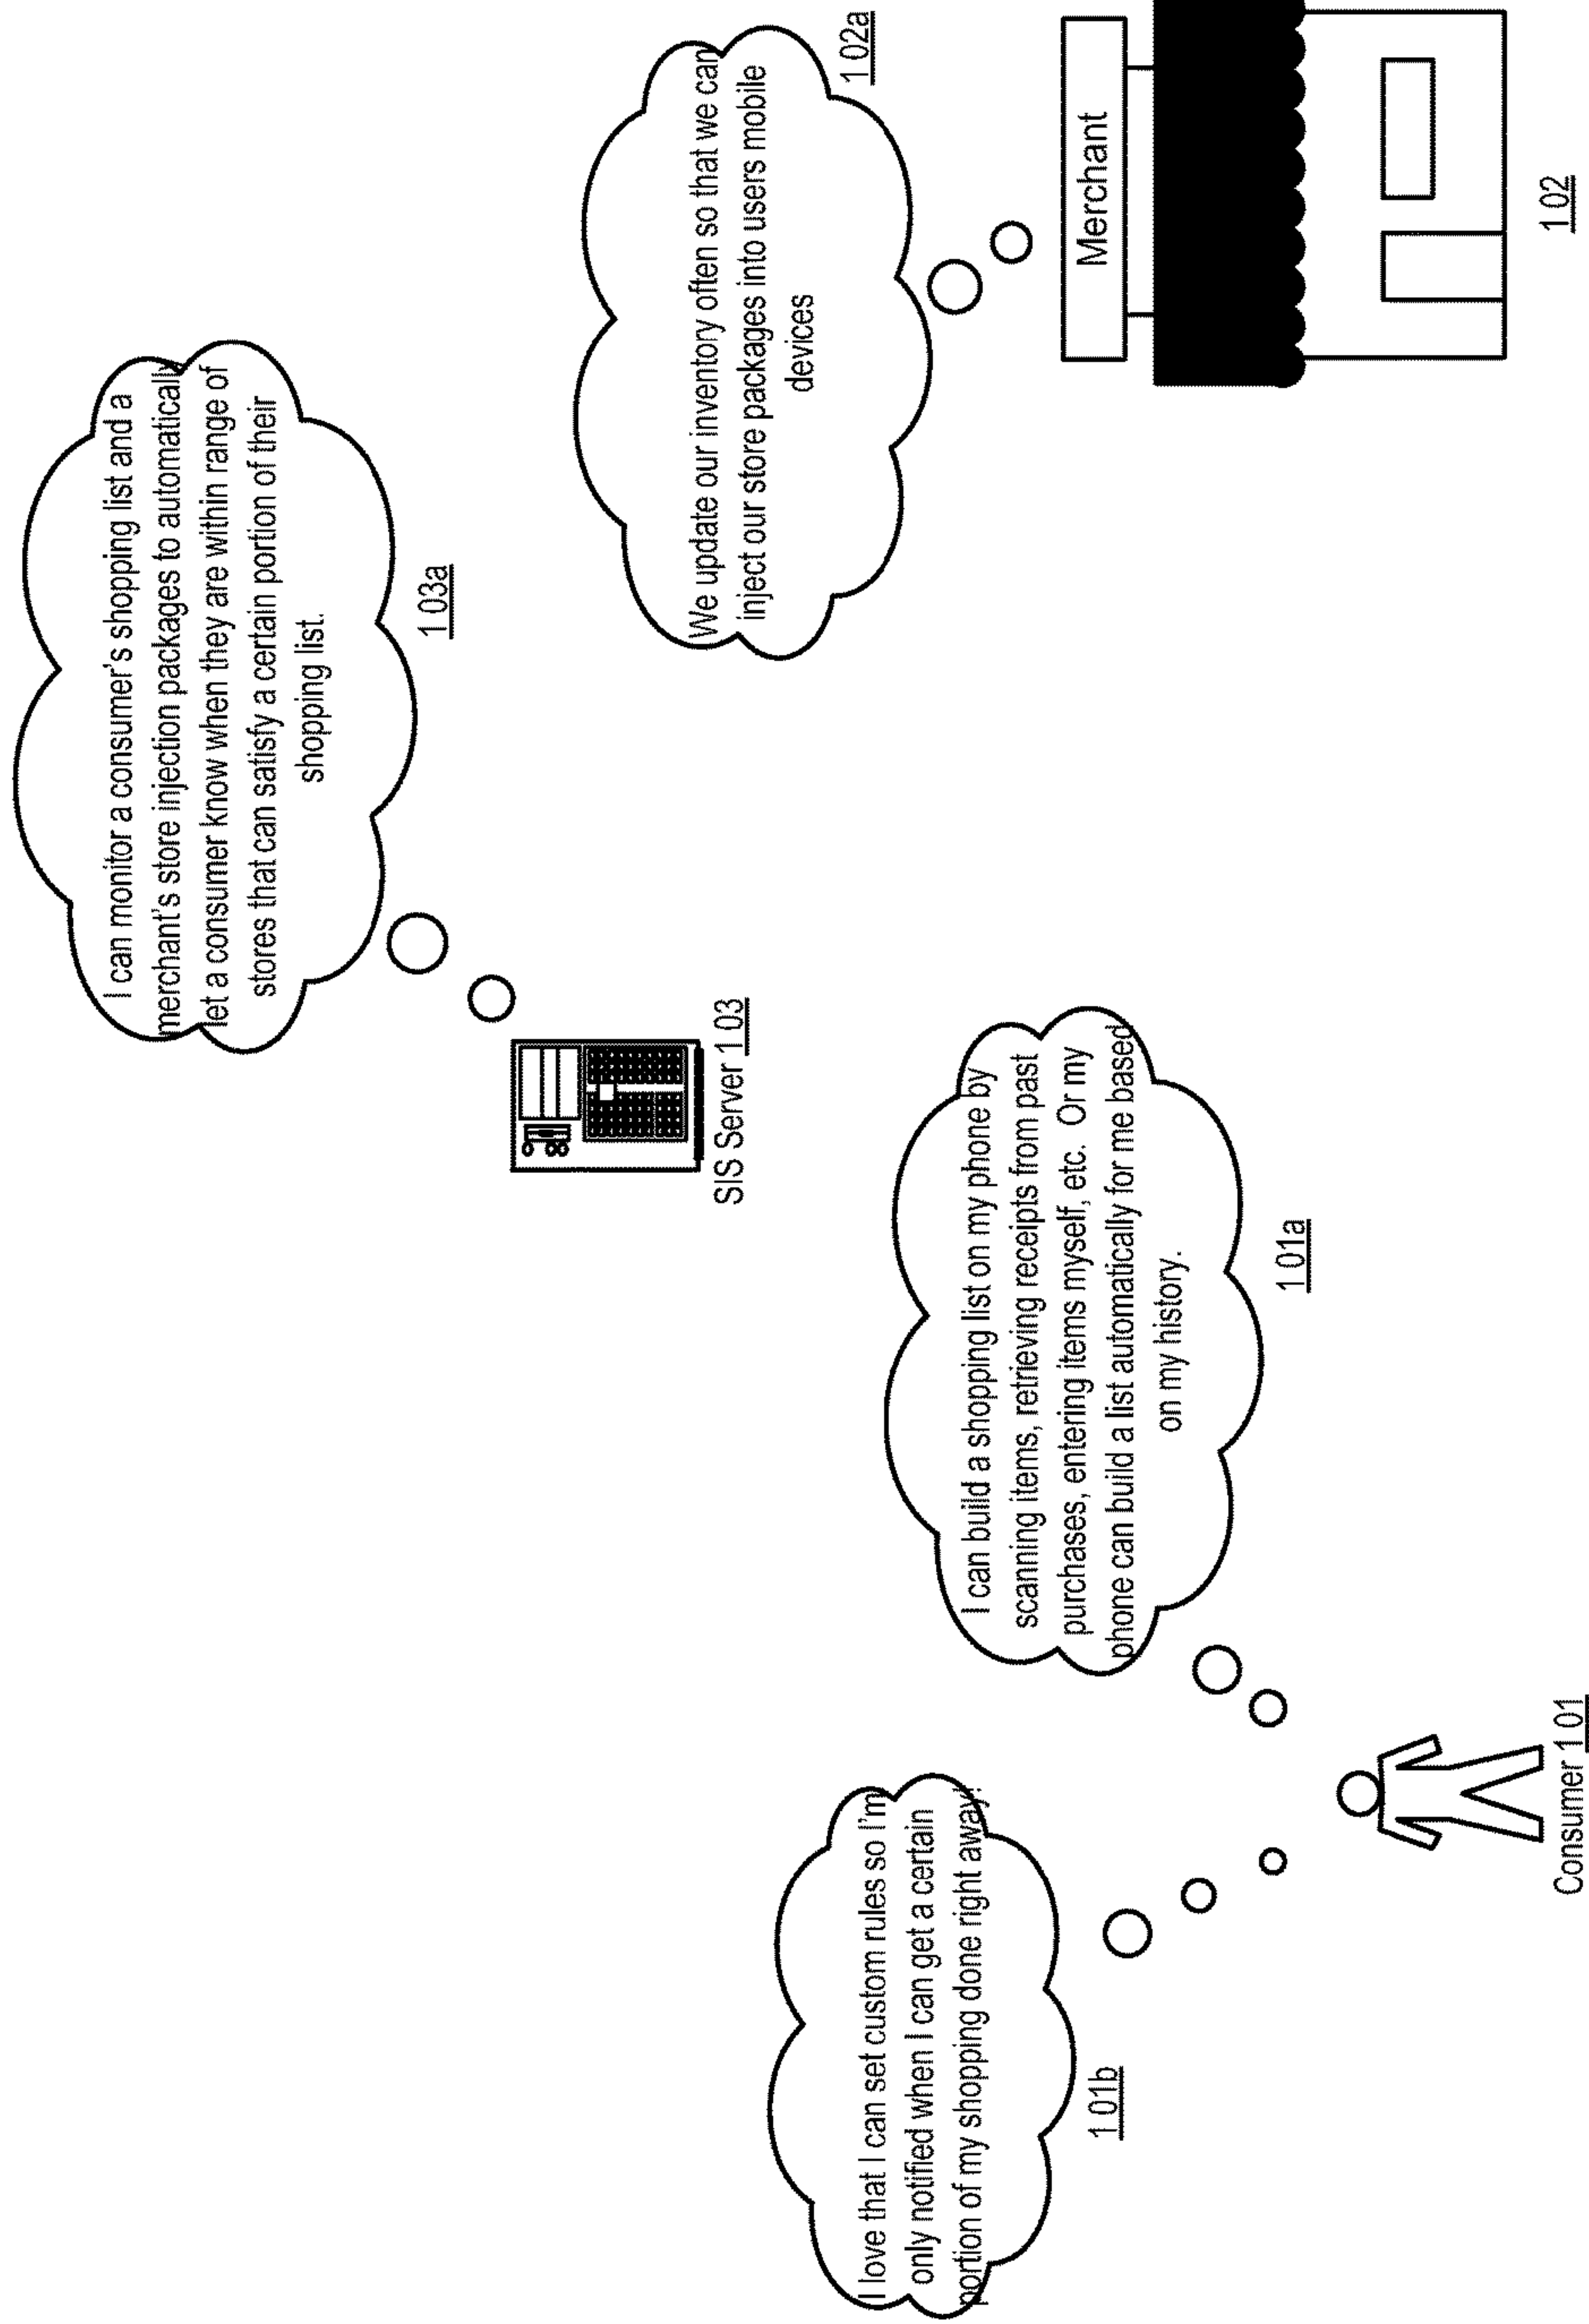 I can monitor a consumer's shopping list and a
merchant's store injection packages to automatically
let a consumer know when they are within range of
stores that can satisfy a certain portion of their
shopping list.
103a
SIS Server 103
We update our inventory often so that we can
inject our store packages into users mobile
devices
102a
Merchant
102
I love that I can set custom rules so I'm
only notified when I can get a certain
portion of my shopping done right away!
101b
I can build a shopping list on my phone by
scanning items, retrieving receipts from past
purchases, entering items myself, etc. Or my
phone can build a list automatically for me based
on my history.
101a
Consumer 101